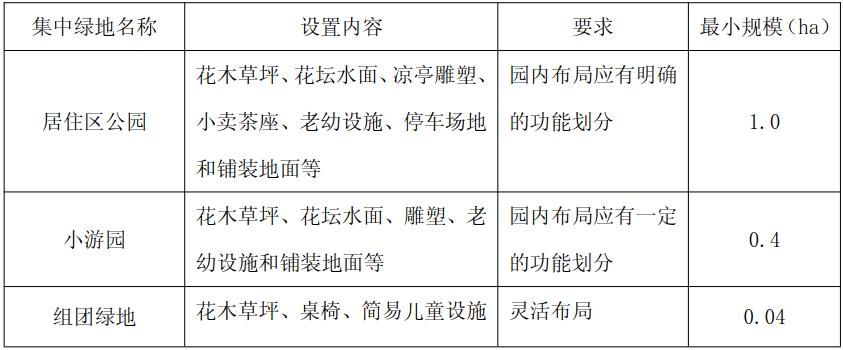 集中绿地名称 设置内容 要求 最小规模(ha)
居住区公园
花木草坪、花坛水面、凉亭雕塑、
小卖茶座、老幼设施、停车场地
和铺装地面等
园内布局应有明确
的功能划分
1.0
小游园
花木草坪、花坛水面、雕塑、老
幼设施和铺装地面等
园内布局应有一定
的功能划分
0.4
组团绿地 花木草坪、桌椅、简易儿童设施 灵活布局 0.04